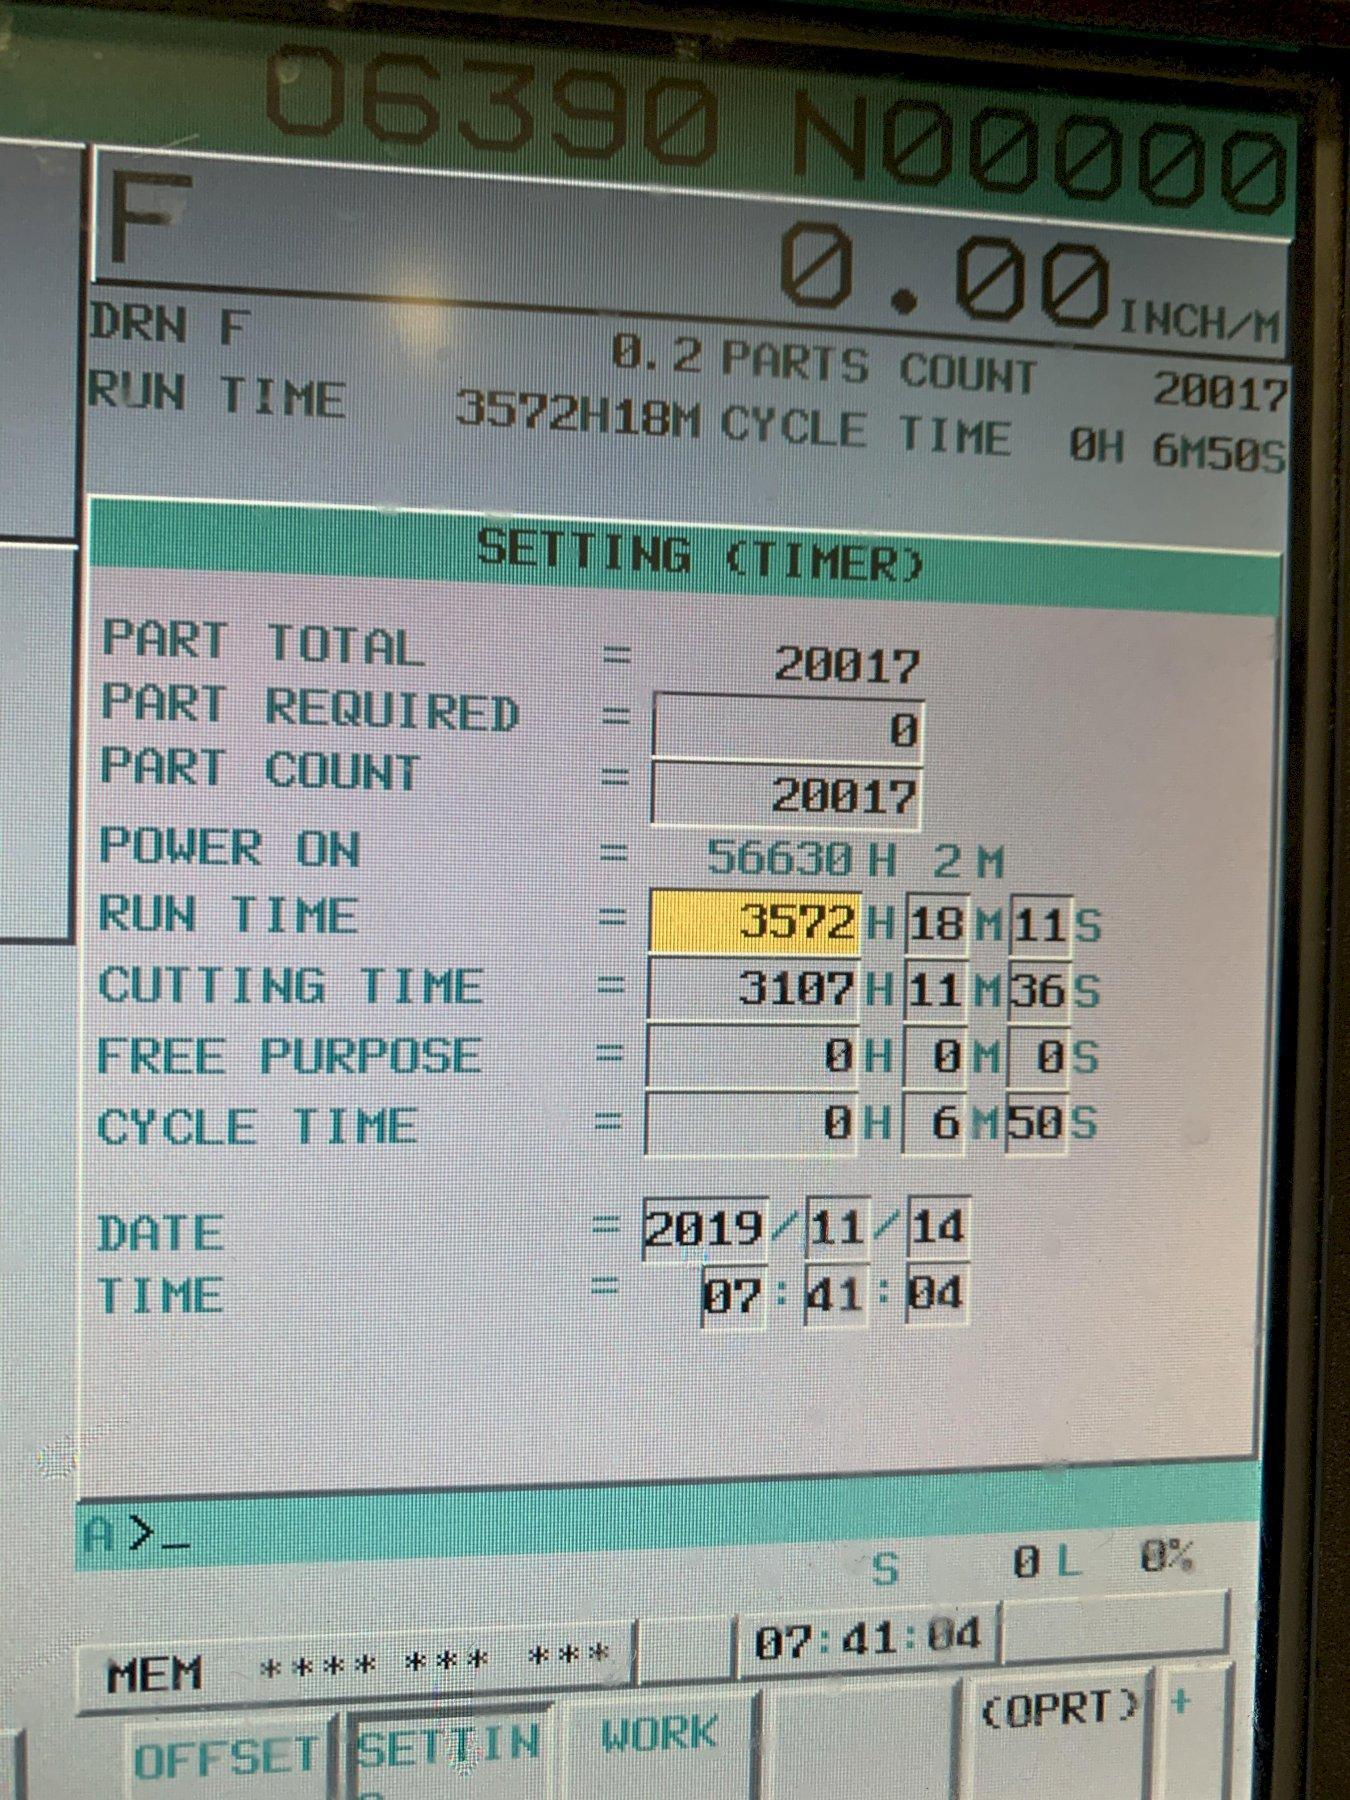 O6390 N00000
F 0.00 INCH/M
DRN F 0.2 PARTS COUNT 20017
RUN TIME 3572H18M CYCLE TIME 0H 6M50S
SETTING (TIMER)
PART TOTAL = 20017
PART REQUIRED = 0
PART COUNT = 20017
POWER ON = 56630 H 2 M
RUN TIME = 3572 H 18 M 11 S
CUTTING TIME = 3107 H 11 M 36 S
FREE PURPOSE = 0 H 0 M 0 S
CYCLE TIME = 0 H 6 M 50 S
DATE = 2019/11/14
TIME = 07:41:04
A >_
S 0 L 0%
MEM **** *** *** 07:41:04
OFFSET SETTIN WORK (OPRT) +